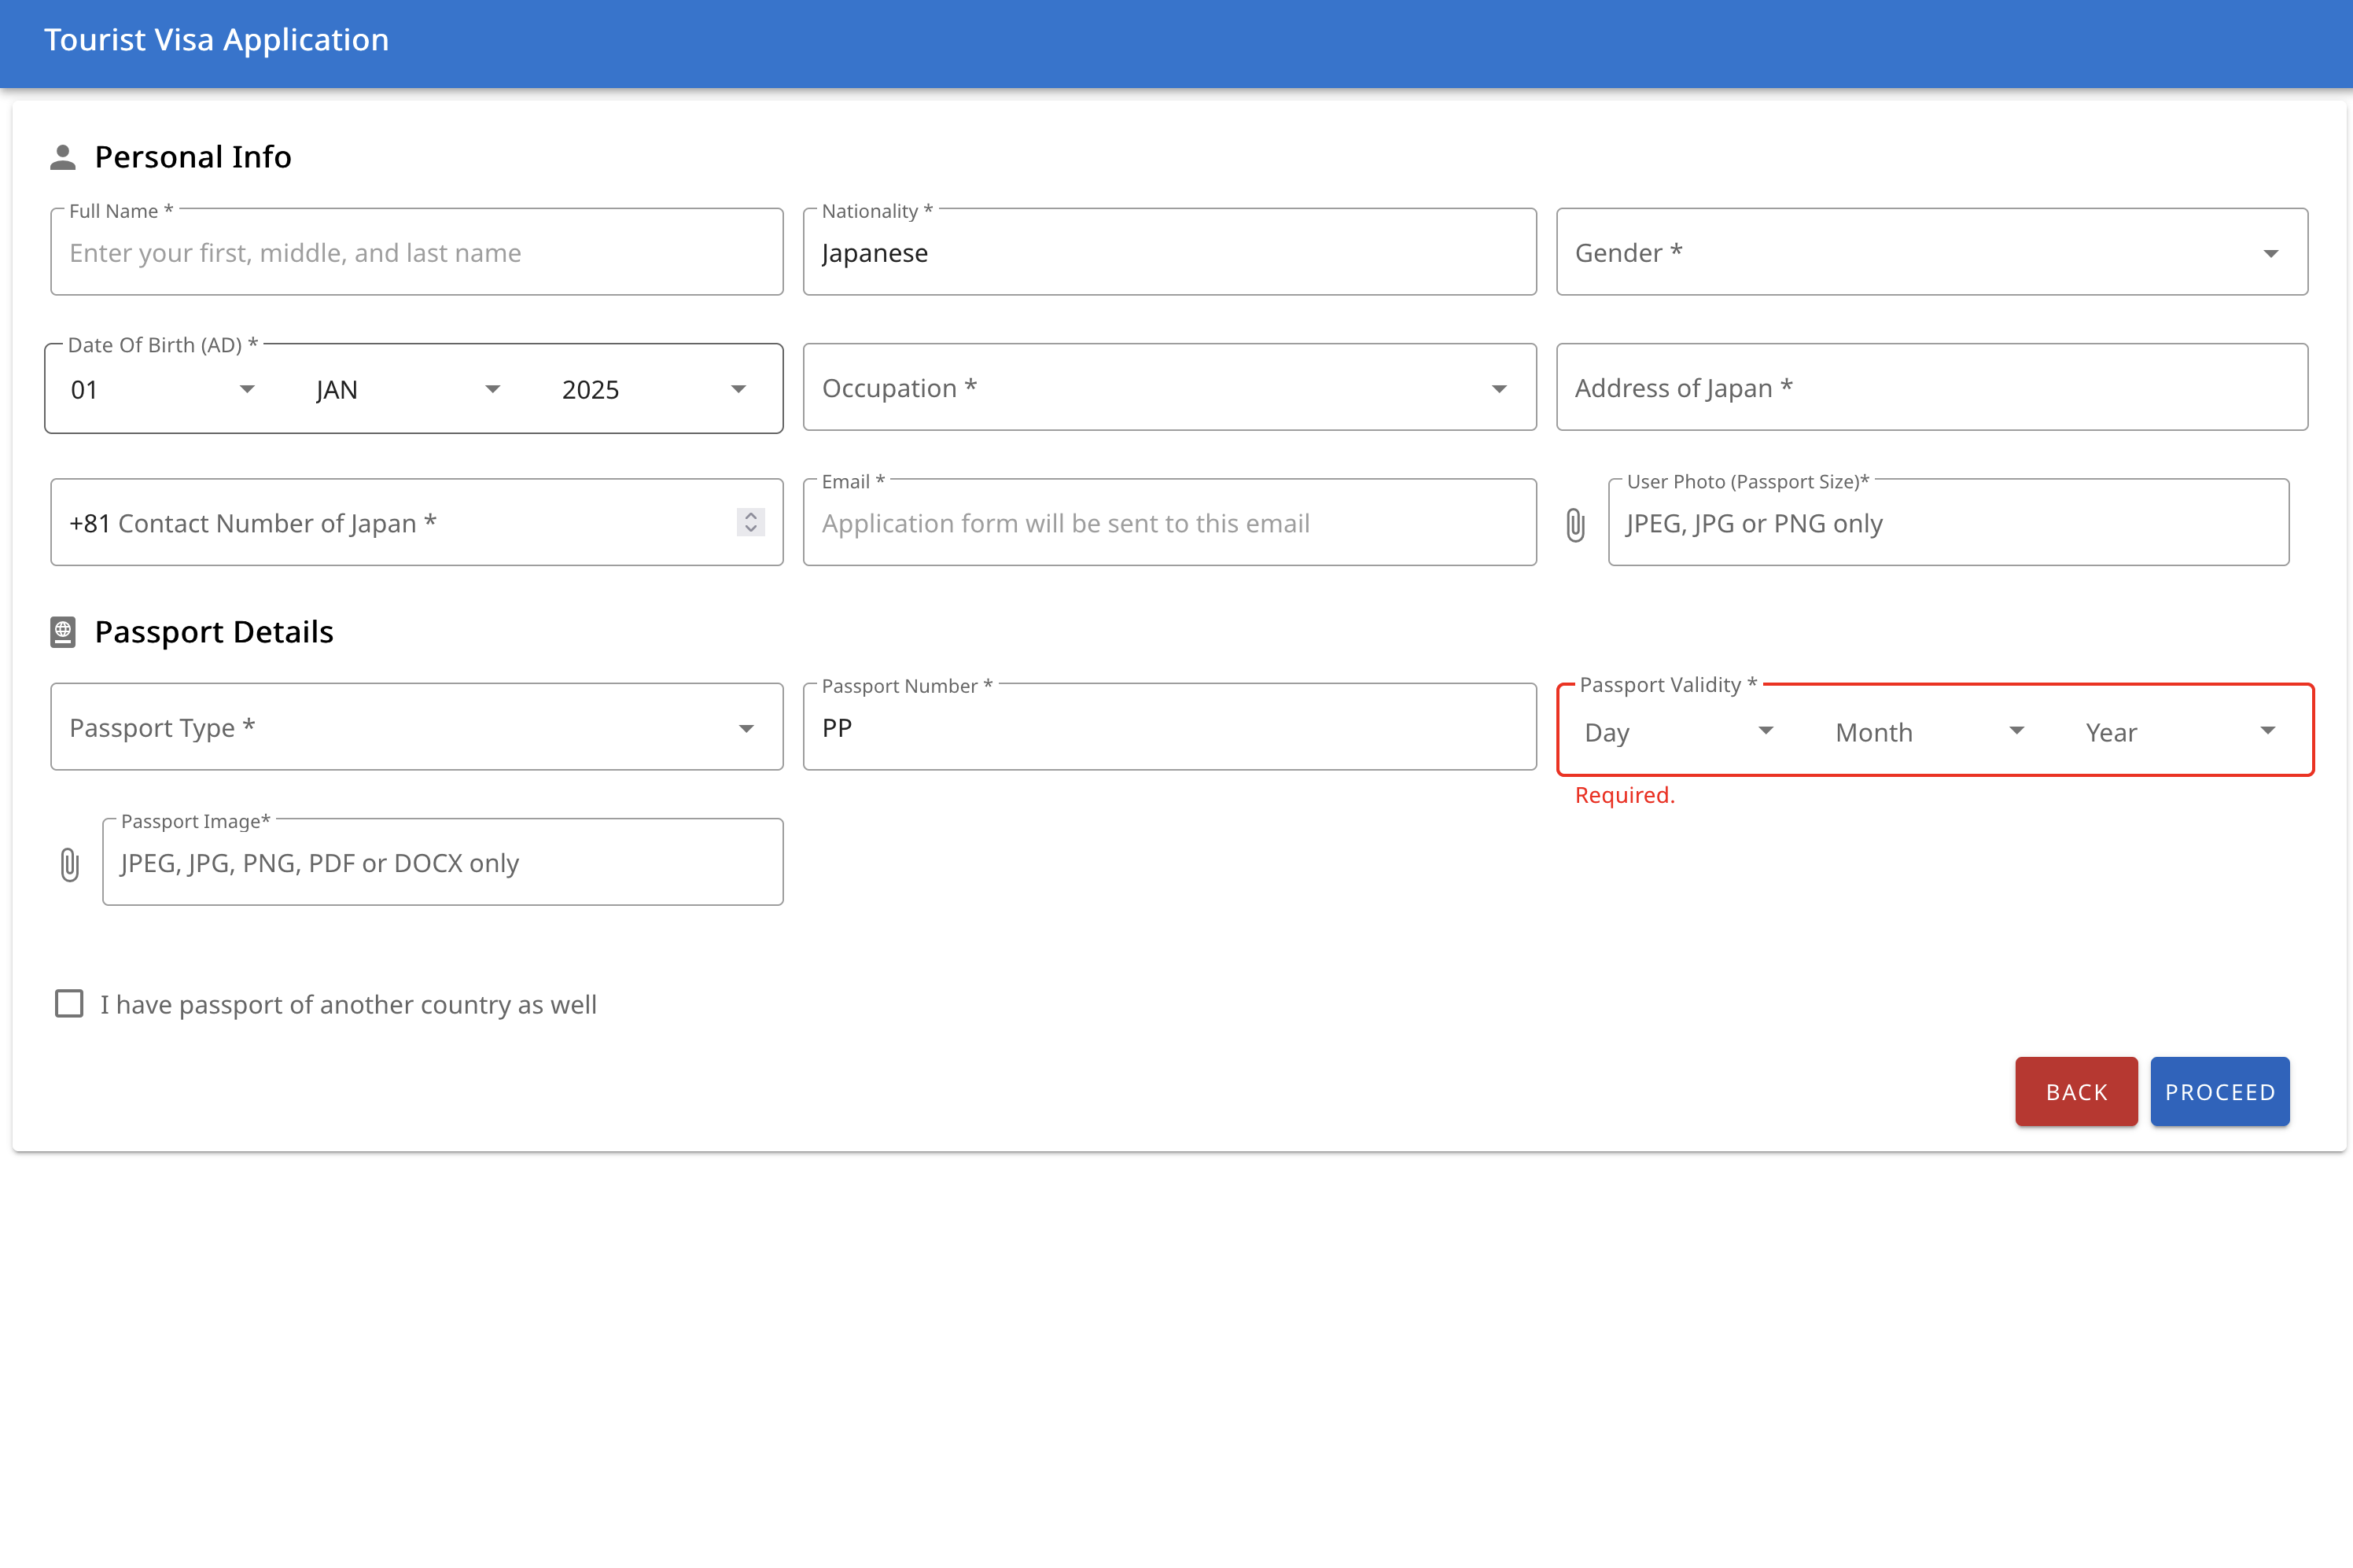 Tourist Visa Application
Personal Info
Full Name *
Enter your first, middle, and last name
Nationality *
Japanese
Gender *
Date Of Birth (AD) *
01 JAN 2025
Occupation *
Address of Japan *
+81 Contact Number of Japan *
Email *
Application form will be sent to this email
User Photo (Passport Size)*
JPEG, JPG or PNG only
Passport Details
Passport Type *
Passport Number *
PP
Passport Validity *
Day Month Year
Required.
Passport Image*
JPEG, JPG, PNG, PDF or DOCX only
I have passport of another country as well
BACK PROCEED